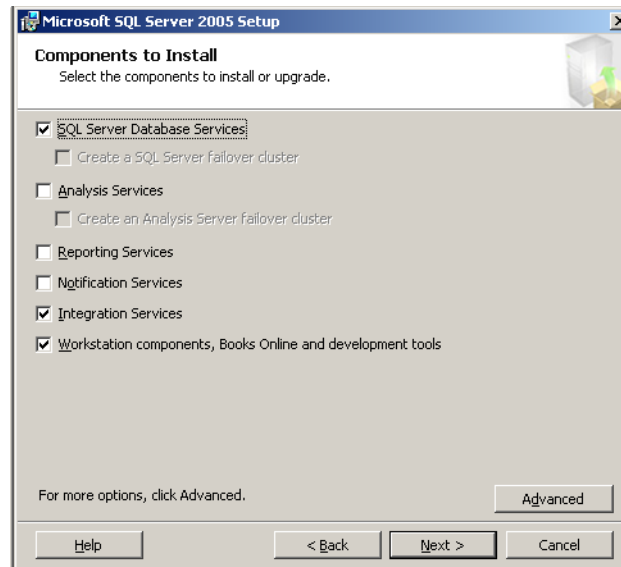 Microsoft SQL Server 2005 Setup
Components to Install
Select the components to install or upgrade.
SQL Server Database Services
Create a SQL Server failover cluster
Analysis Services
Create an Analysis Server failover cluster
Reporting Services
Notification Services
Integration Services
Workstation components, Books Online and development tools
For more options, click Advanced.
Advanced
Help
< Back
Next >
Cancel